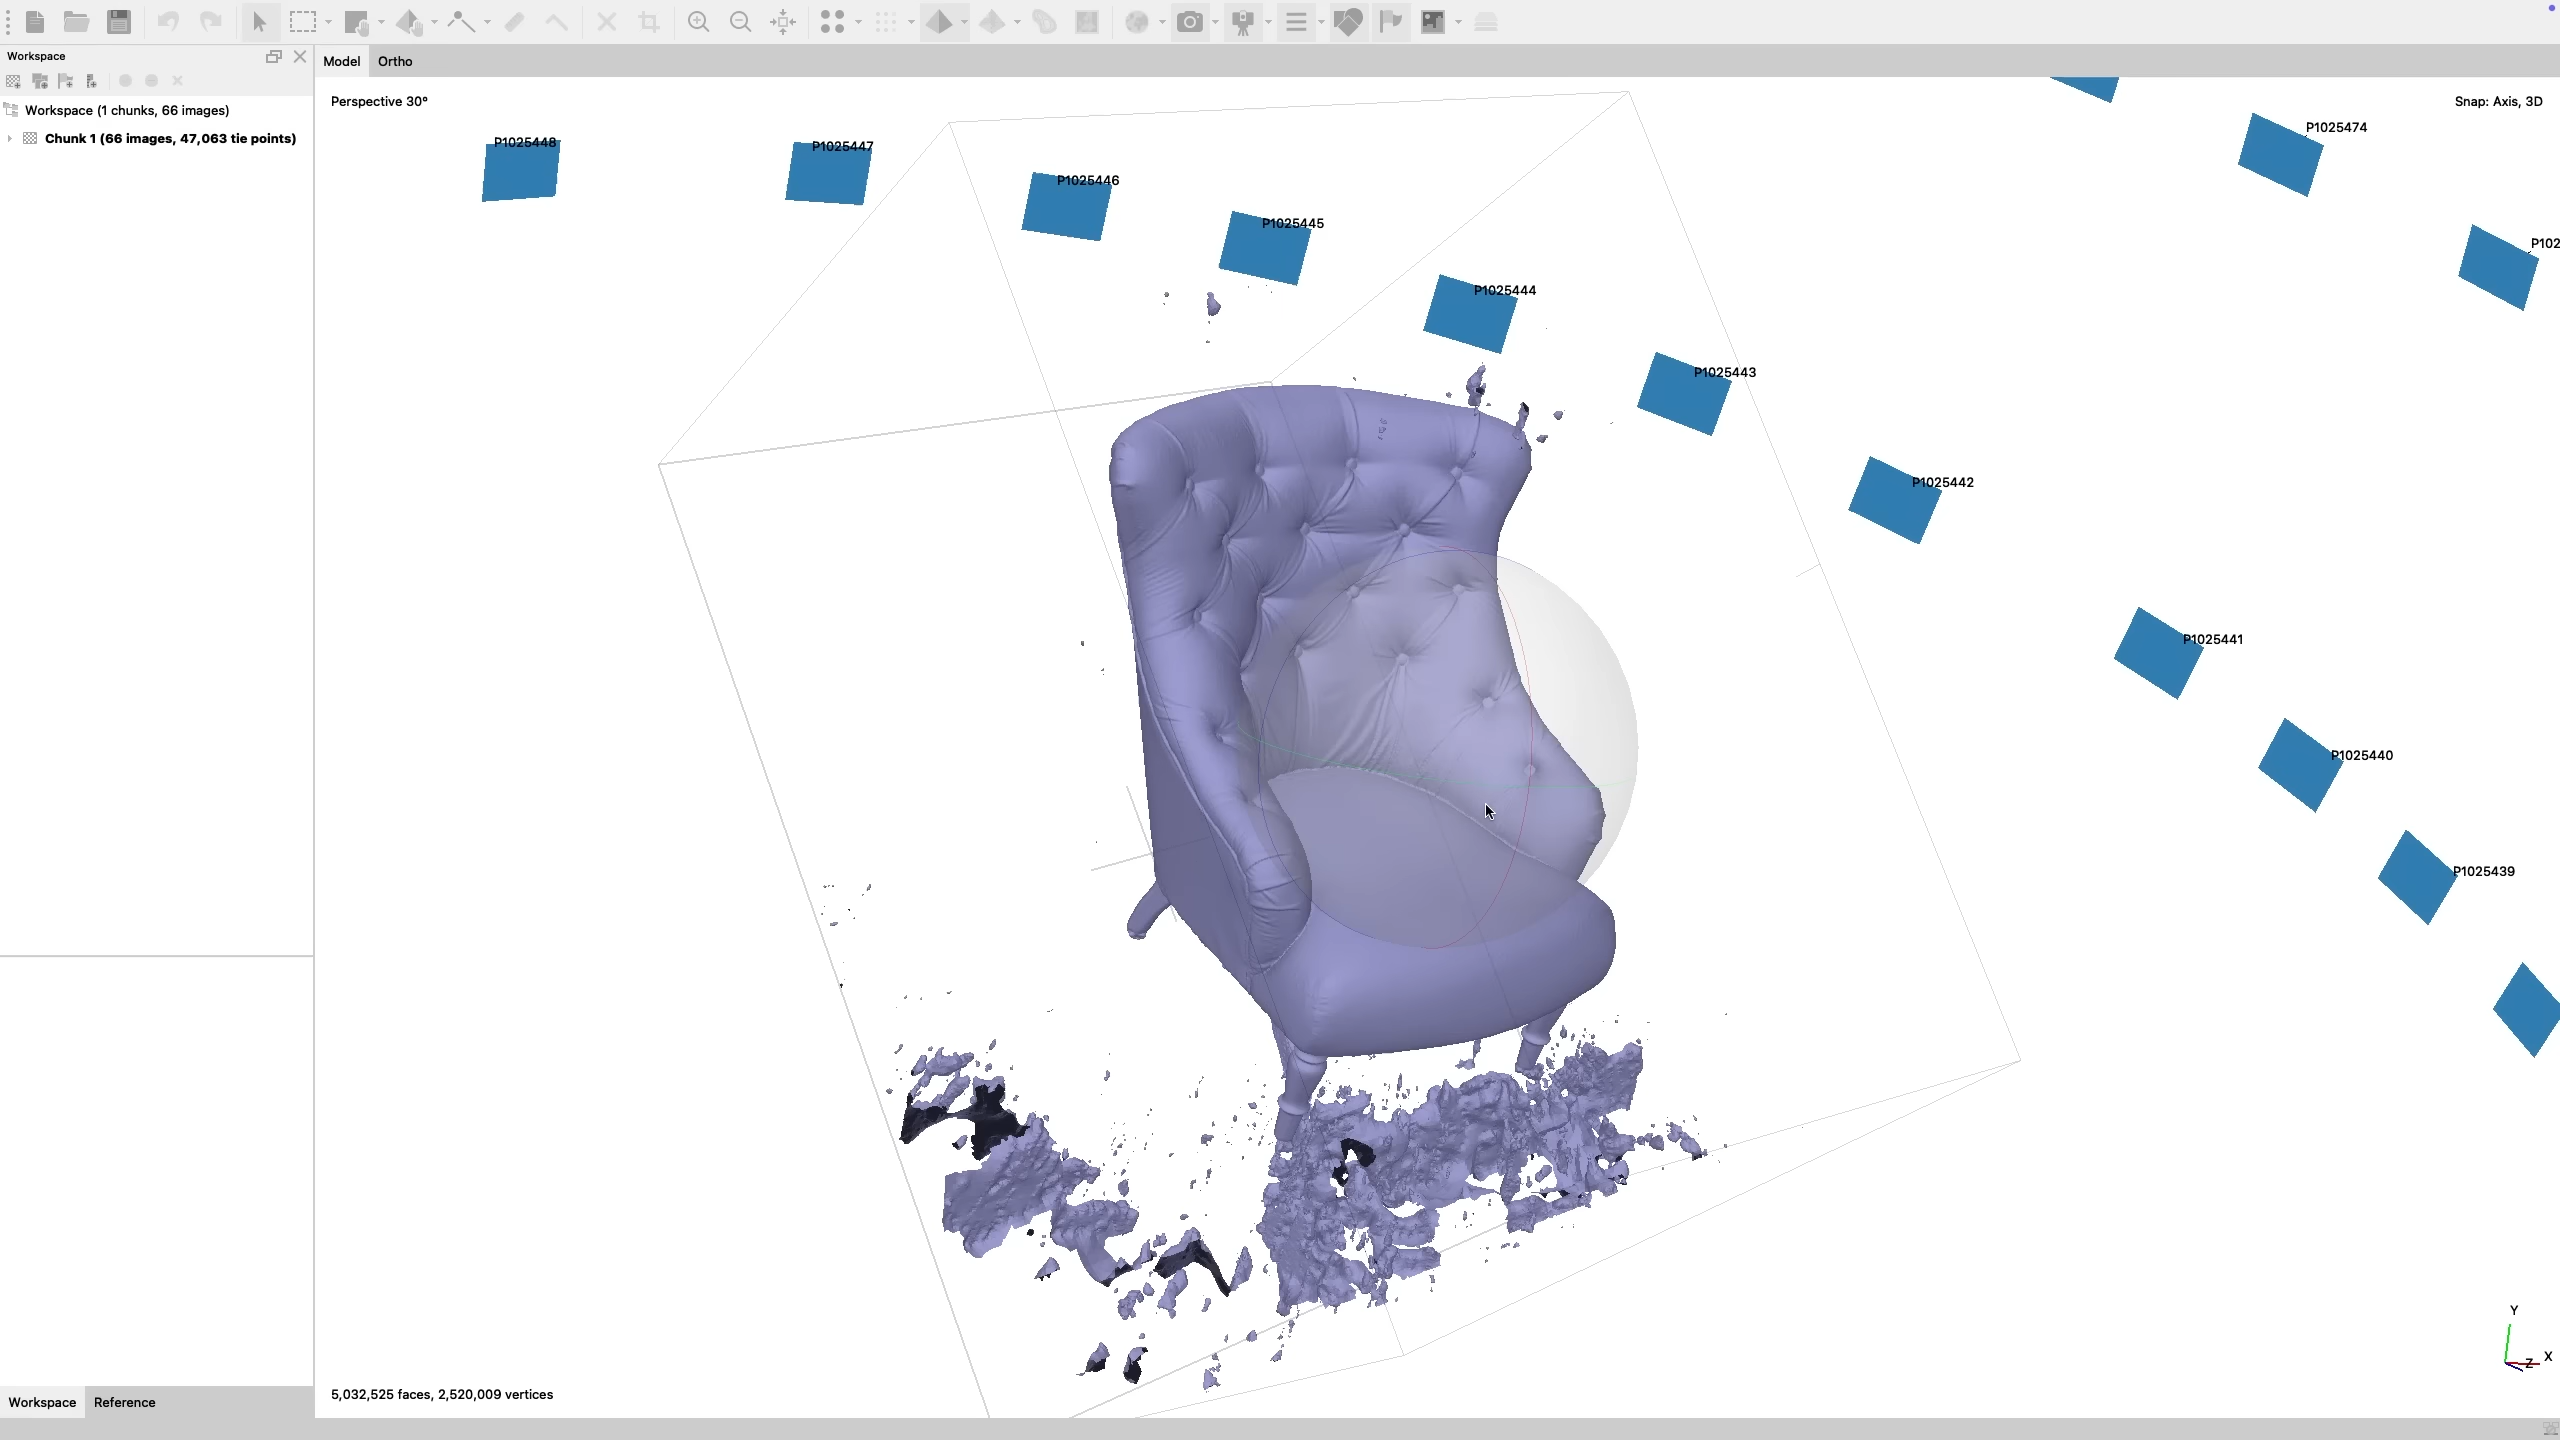 Workspace
Model
Ortho
Perspective 30°
Snap: Axis, 3D
Workspace (1 chunks, 66 images)
Chunk 1 (66 images, 47,063 tie points)
P1025448
P1025447
P1025446
P1025445
P1025444
P1025443
P1025442
P1025474
P102
P1025441
P1025440
P1025439
Y
Z
X
5,032,525 faces, 2,520,009 vertices
Workspace
Reference